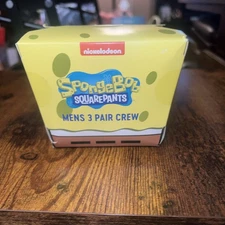 nickelodeon
SpongeBob
SQUAREPANTS
MENS 3 PAIR CREW